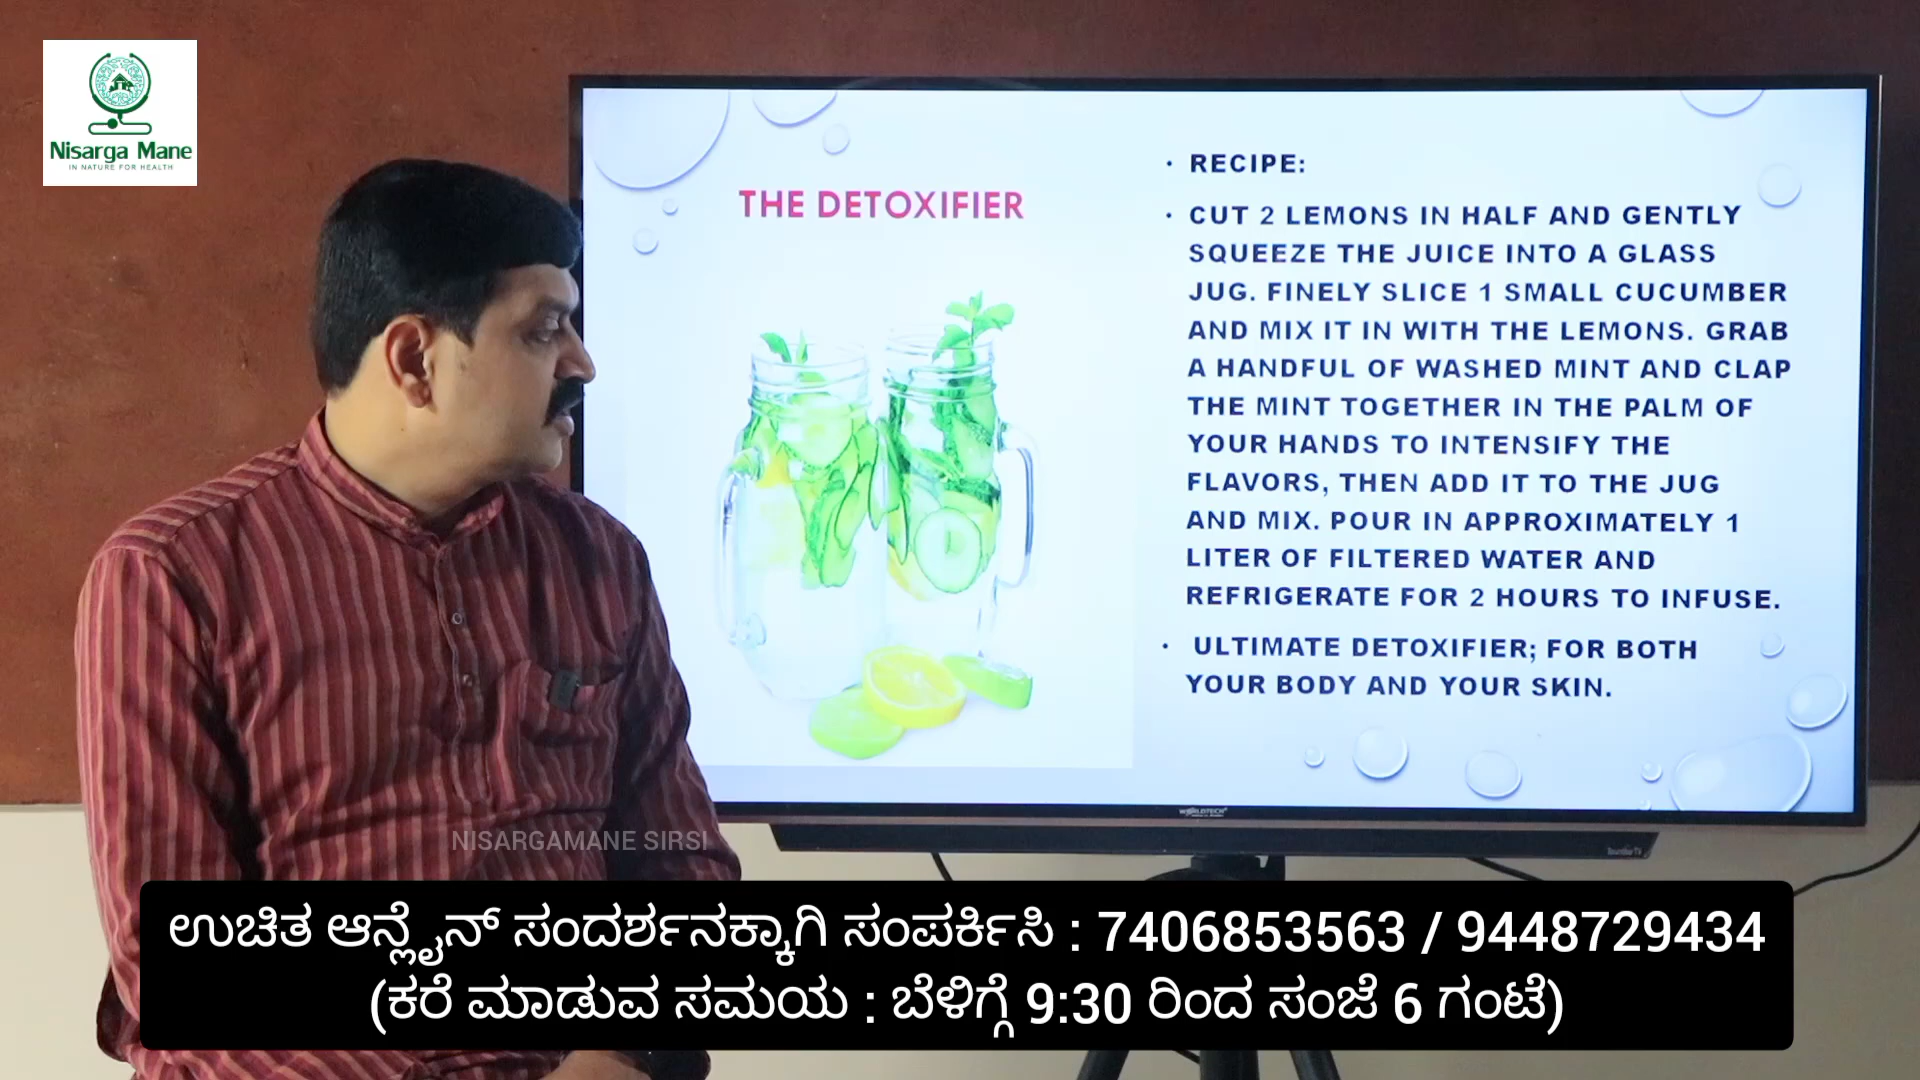 Nisarga Mane
IN NATURE FOR HEALTH
THE DETOXIFIER
• RECIPE:
• CUT 2 LEMONS IN HALF AND GENTLY
SQUEEZE THE JUICE INTO A GLASS
JUG. FINELY SLICE 1 SMALL CUCUMBER
AND MIX IT IN WITH THE LEMONS. GRAB
A HANDFUL OF WASHED MINT AND CLAP
THE MINT TOGETHER IN THE PALM OF
YOUR HANDS TO INTENSIFY THE
FLAVORS, THEN ADD IT TO THE JUG
AND MIX. POUR IN APPROXIMATELY 1
LITER OF FILTERED WATER AND
REFRIGERATE FOR 2 HOURS TO INFUSE.
• ULTIMATE DETOXIFIER; FOR BOTH
YOUR BODY AND YOUR SKIN.
NISARGAMANE SIRSI
ಉಚಿತ ಆನ್ಲೈನ್ ಸಂದರ್ಶನಕ್ಕಾಗಿ ಸಂಪರ್ಕಿಸಿ : 7406853563 / 9448729434
(ಕರೆ ಮಾಡುವ ಸಮಯ : ಬೆಳಿಗ್ಗೆ 9:30 ರಿಂದ ಸಂಜೆ 6 ಗಂಟೆ)